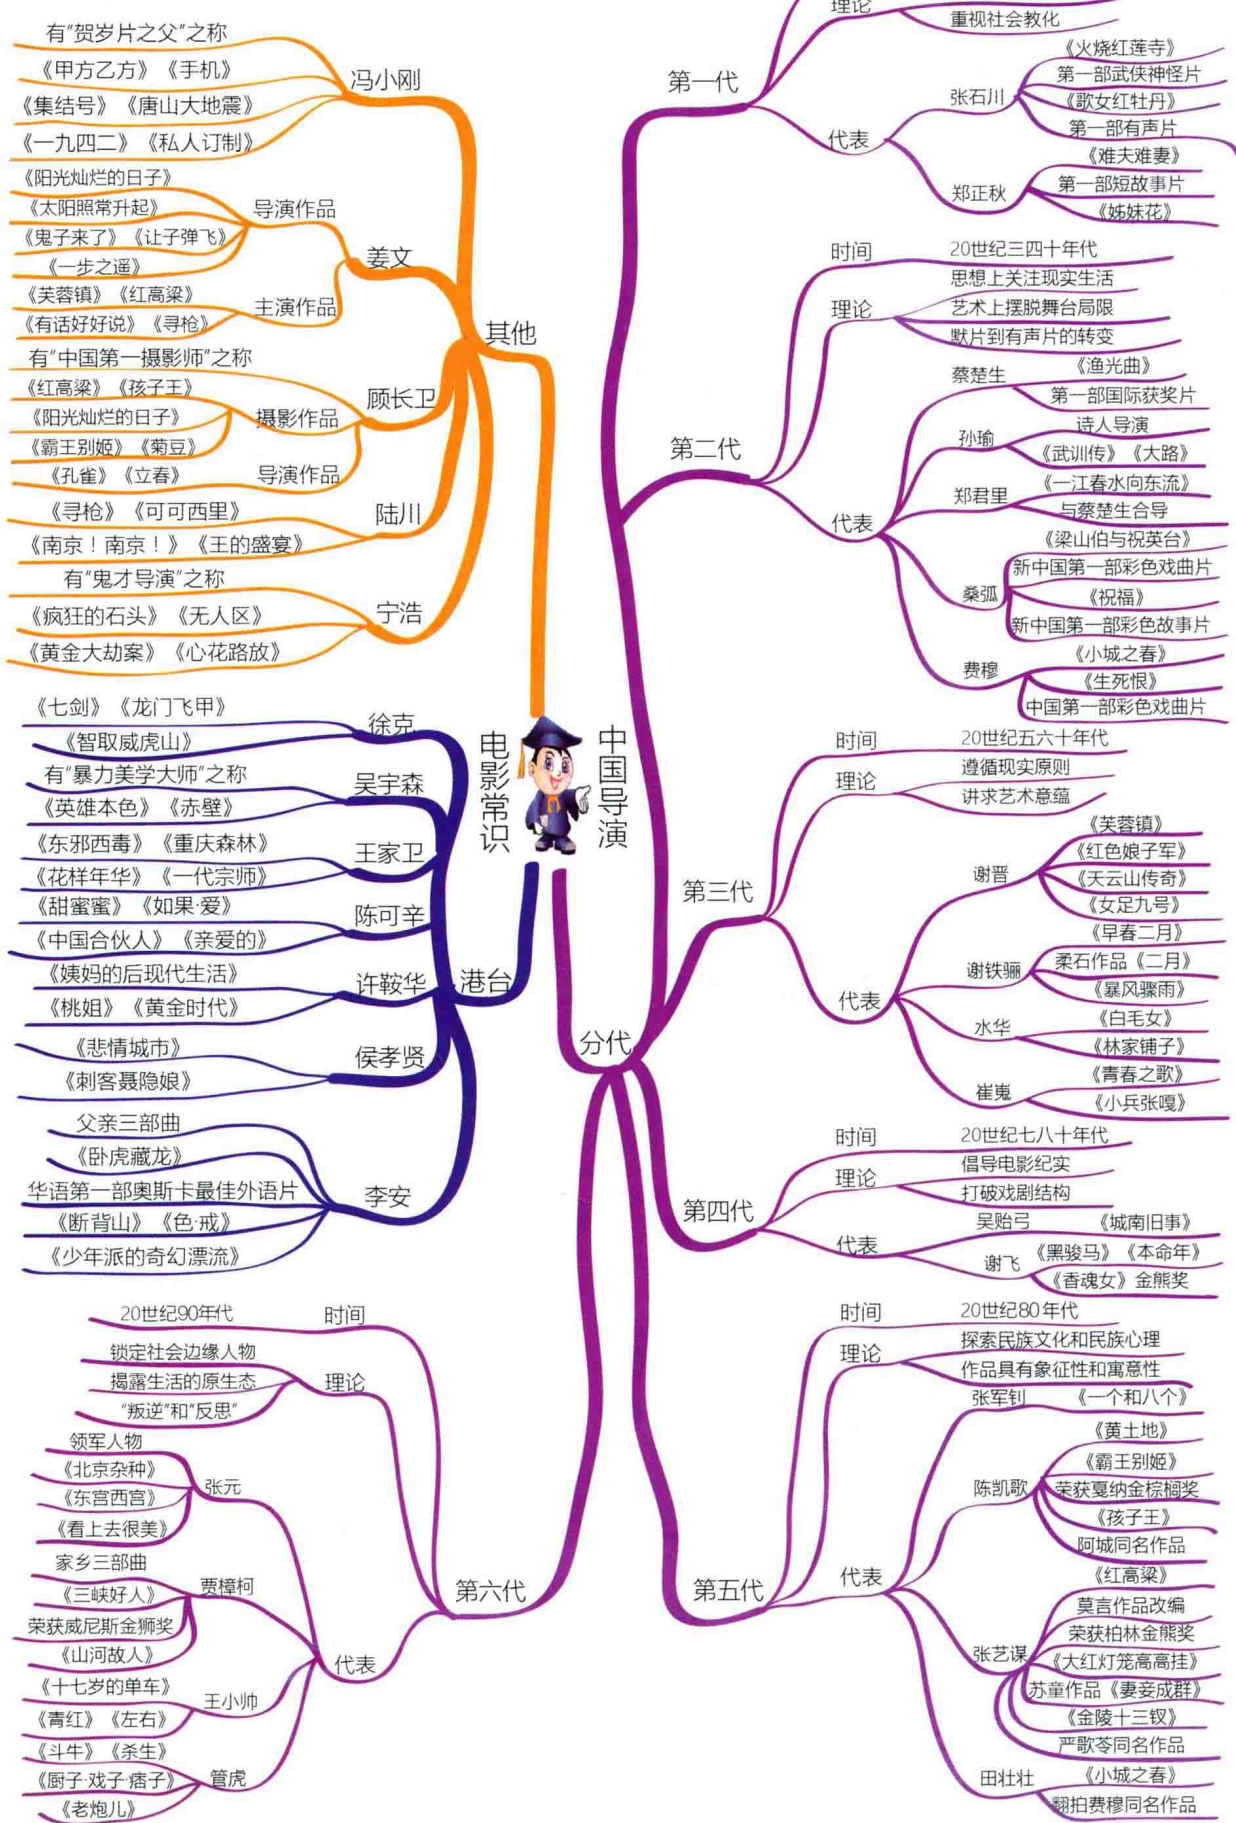 电影常识
中国导演
分代
第一代
理论
重视社会教化
代表
张石川
《火烧红莲寺》
第一部武侠神怪片
《歌女红牡丹》
第一部有声片
郑正秋
《难夫难妻》
第一部短故事片
《姊妹花》
第二代
时间
20世纪三四十年代
理论
思想上关注现实生活
艺术上摆脱舞台局限
默片到有声片的转变
代表
蔡楚生
《渔光曲》
第一部国际获奖片
孙瑜
诗人导演
《武训传》《大路》
郑君里
《一江春水向东流》
与蔡楚生合导
桑弧
《梁山伯与祝英台》
新中国第一部彩色戏曲片
《祝福》
新中国第一部彩色故事片
费穆
《小城之春》
《生死恨》
中国第一部彩色戏曲片
第三代
时间
20世纪五六十年代
理论
遵循现实原则
讲求艺术意蕴
代表
谢晋
《芙蓉镇》
《红色娘子军》
《天云山传奇》
《女足九号》
谢铁骊
《早春二月》
柔石作品《二月》
《暴风骤雨》
水华
《白毛女》
《林家铺子》
崔嵬
《青春之歌》
《小兵张嘎》
第四代
时间
20世纪七八十年代
理论
倡导电影纪实
打破戏剧结构
代表
吴贻弓
《城南旧事》
谢飞
《黑骏马》《本命年》
《香魂女》金熊奖
第五代
时间
20世纪80年代
理论
探索民族文化和民族心理
作品具有象征性和寓意性
代表
张军钊
《一个和八个》
陈凯歌
《黄土地》
《霸王别姬》
荣获戛纳金棕榈奖
《孩子王》
阿城同名作品
张艺谋
《红高粱》
莫言作品改编
荣获柏林金熊奖
《大红灯笼高高挂》
苏童作品《妻妾成群》
《金陵十三钗》
严歌苓同名作品
田壮壮
《小城之春》
翻拍费穆同名作品
第六代
时间
20世纪90年代
理论
锁定社会边缘人物
揭露生活的原生态
“叛逆”和“反思”
代表
张元
领军人物
《北京杂种》
《东宫西宫》
《看上去很美》
贾樟柯
家乡三部曲
《三峡好人》
荣获威尼斯金狮奖
《山河故人》
王小帅
《十七岁的单车》
《青红》《左右》
管虎
《斗牛》《杀生》
《厨子·戏子·痞子》
《老炮儿》
港台
徐克
《七剑》《龙门飞甲》
《智取威虎山》
吴宇森
有“暴力美学大师”之称
《英雄本色》《赤壁》
王家卫
《东邪西毒》《重庆森林》
《花样年华》《一代宗师》
陈可辛
《甜蜜蜜》《如果·爱》
《中国合伙人》《亲爱的》
许鞍华
《姨妈的后现代生活》
《桃姐》《黄金时代》
侯孝贤
《悲情城市》
《刺客聂隐娘》
李安
父亲三部曲
《卧虎藏龙》
华语第一部奥斯卡最佳外语片
《断背山》《色·戒》
《少年派的奇幻漂流》
其他
冯小刚
有“贺岁片之父”之称
《甲方乙方》《手机》
《集结号》《唐山大地震》
《一九四二》《私人订制》
姜文
导演作品
《阳光灿烂的日子》
《太阳照常升起》
《鬼子来了》《让子弹飞》
《一步之遥》
主演作品
《芙蓉镇》《红高粱》
《有话好好说》《寻枪》
顾长卫
有“中国第一摄影师”之称
摄影作品
《红高粱》《孩子王》
《阳光灿烂的日子》
《霸王别姬》《菊豆》
导演作品
《孔雀》《立春》
陆川
《寻枪》《可可西里》
《南京！南京！》《王的盛宴》
宁浩
有“鬼才导演”之称
《疯狂的石头》《无人区》
《黄金大劫案》《心花路放》